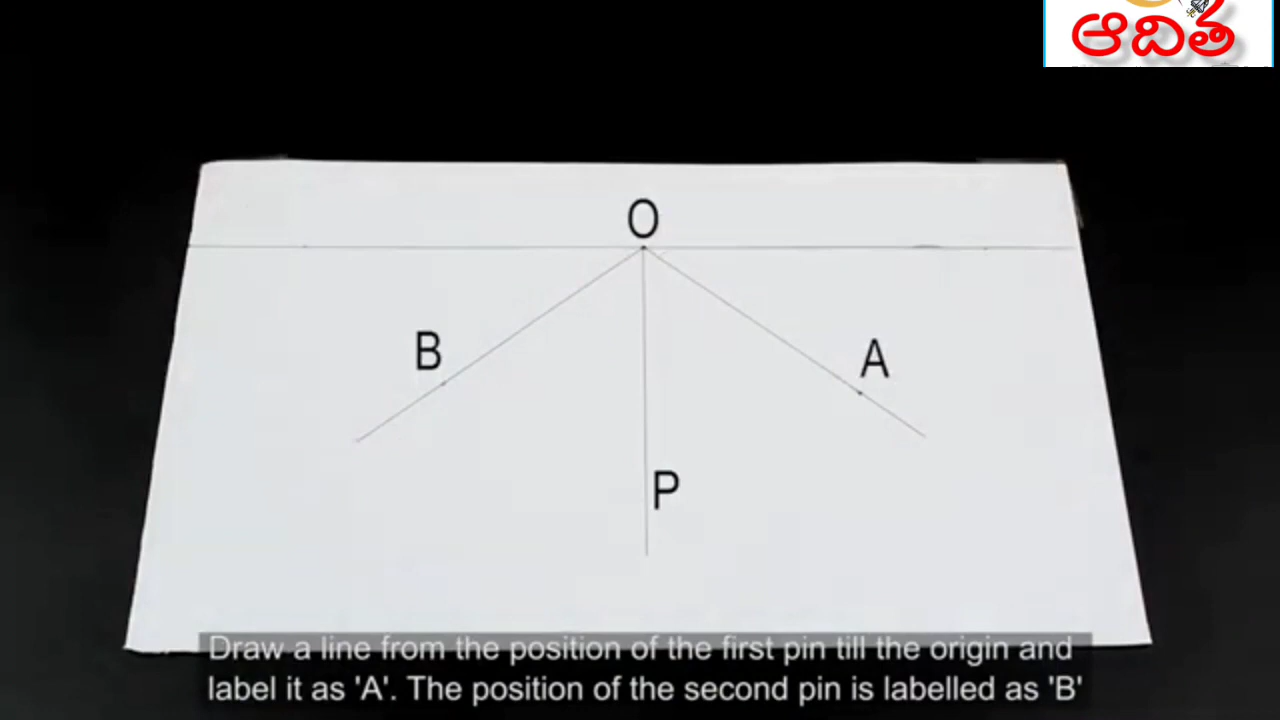 ಆದಿತ
O
B
A
P
Draw a line from the position of the first pin till the origin and
label it as 'A'. The position of the second pin is labelled as 'B'